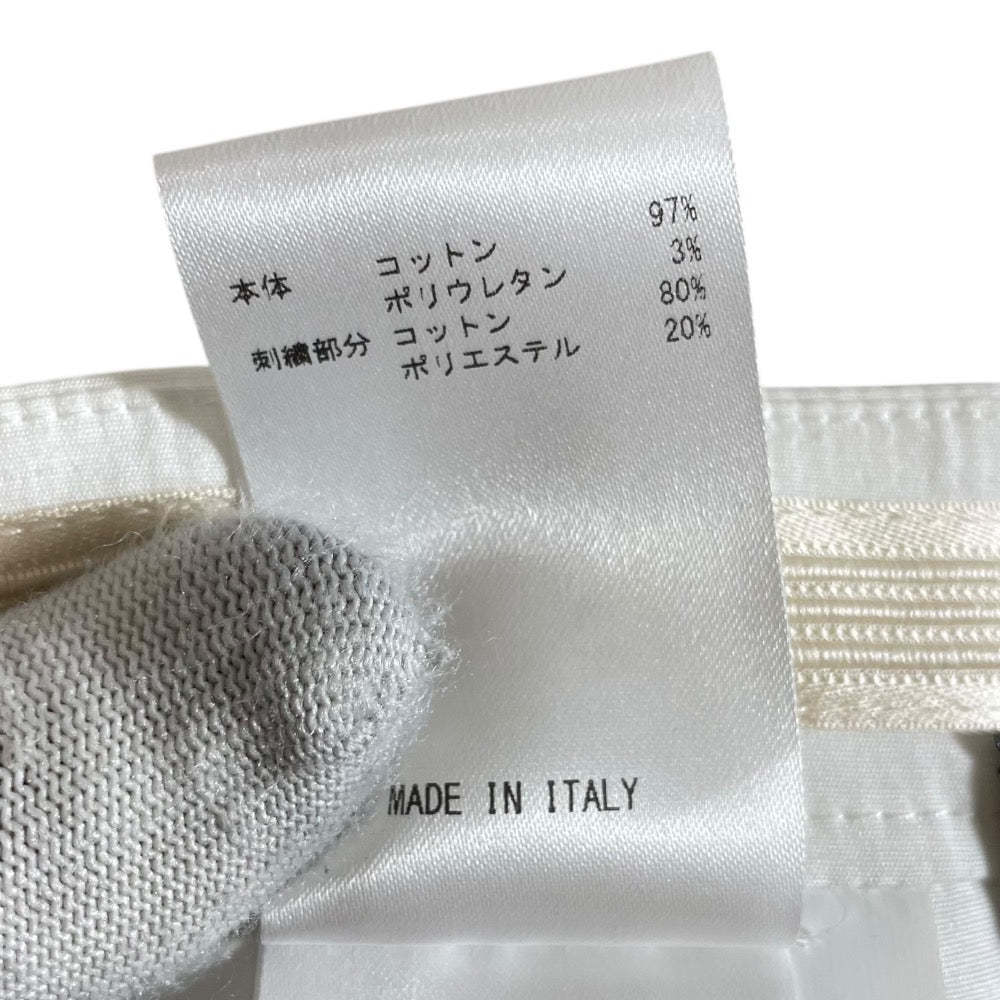 本体 コットン 97%
ポリウレタン 3%
刺繍部分 コットン 80%
ポリエステル 20%
MADE IN ITALY